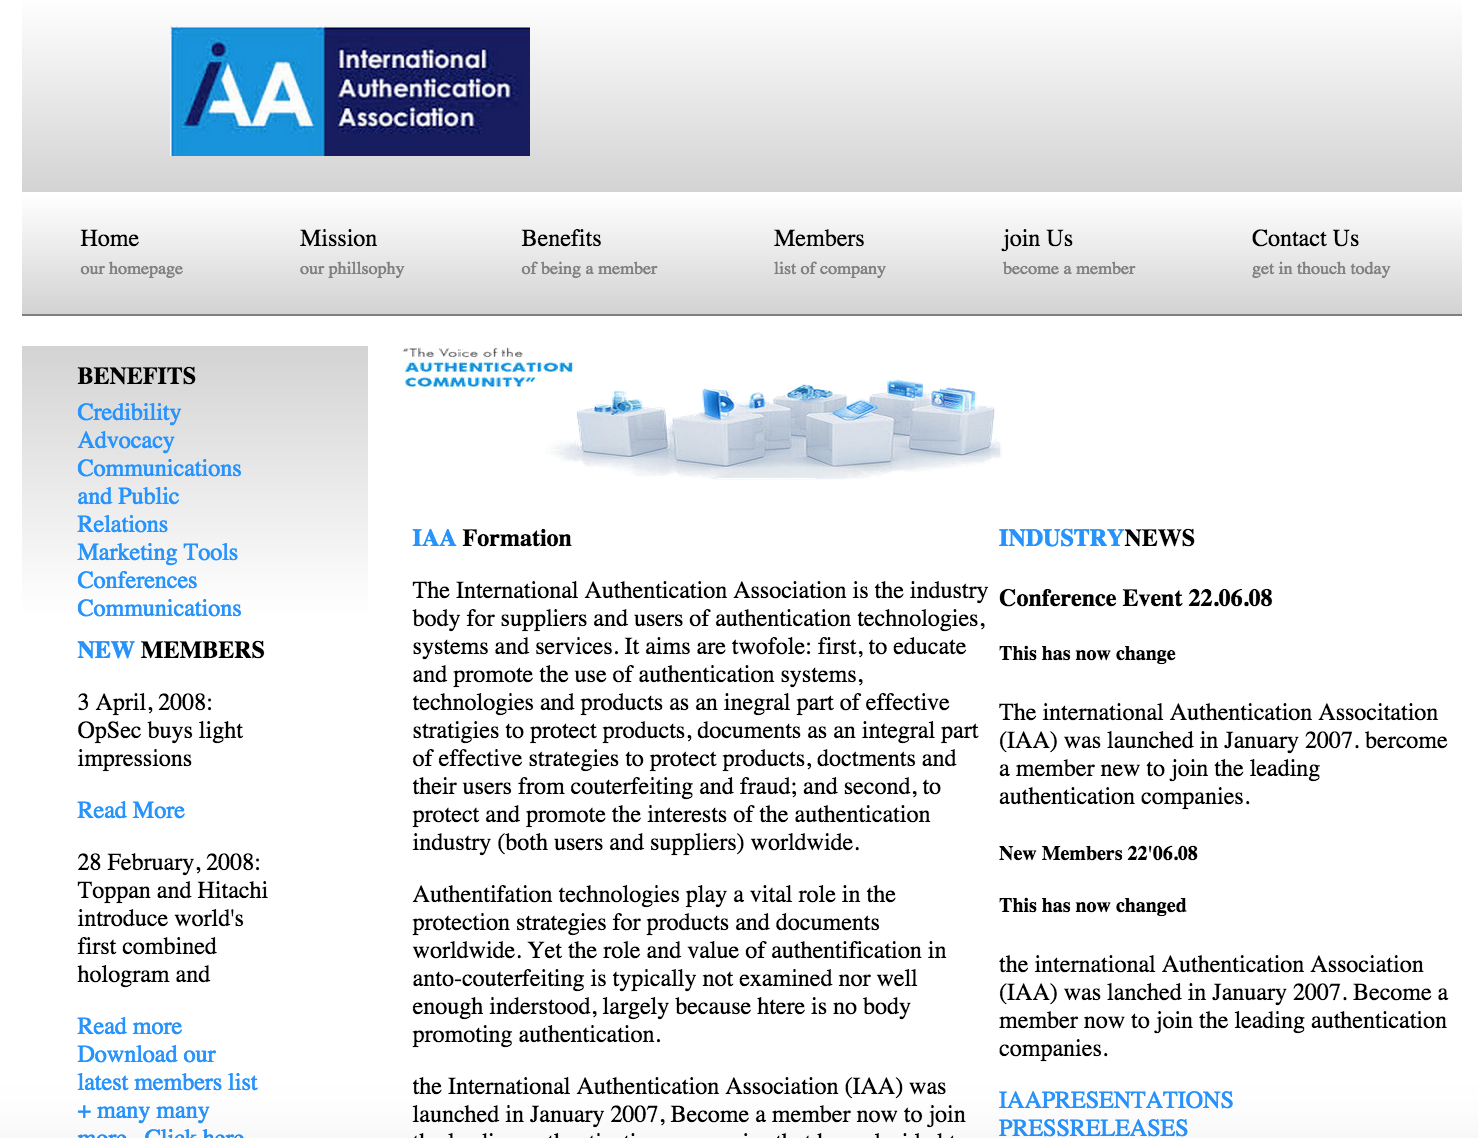 iAA International
Authentication
Association
Home
our homepage
Mission
our phillsophy
Benefits
of being a member
Members
list of company
join Us
become a member
Contact Us
get in thouch today
BENEFITS
Credibility
Advocacy
Communications
and Public
Relations
Marketing Tools
Conferences
Communications
NEW MEMBERS
3 April, 2008:
OpSec buys light
impressions
Read More
28 February, 2008:
Toppan and Hitachi
introduce world's
first combined
hologram and
Read more
Download our
latest members list
+ many many
more.. Click here
"The Voice of the
AUTHENTICATION
COMMUNITY"
IAA Formation
The International Authentication Association is the industry
body for suppliers and users of authentication technologies,
systems and services. It aims are twofole: first, to educate
and promote the use of authentication systems,
technologies and products as an inegral part of effective
stratigies to protect products, documents as an integral part
of effective strategies to protect products, doctments and
their users from couterfeiting and fraud; and second, to
protect and promote the interests of the authentication
industry (both users and suppliers) worldwide.
Authentifation technologies play a vital role in the
protection strategies for products and documents
worldwide. Yet the role and value of authentification in
anto-couterfeiting is typically not examined nor well
enough inderstood, largely because htere is no body
promoting authentication.
the International Authentication Association (IAA) was
launched in January 2007, Become a member now to join
INDUSTRYNEWS
Conference Event 22.06.08
This has now change
The international Authentication Associtation
(IAA) was launched in January 2007. bercome
a member new to join the leading
authentication companies.
New Members 22'06.08
This has now changed
the international Authentication Association
(IAA) was lanched in January 2007. Become a
member now to join the leading authentication
companies.
IAAPRESENTATIONS
PRESSRELEASES